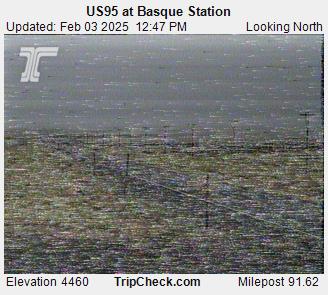 US95 at Basque Station
Updated: Feb 03 2025 12:47 PM Looking North
Elevation 4460 TripCheck.com Milepost 91.62